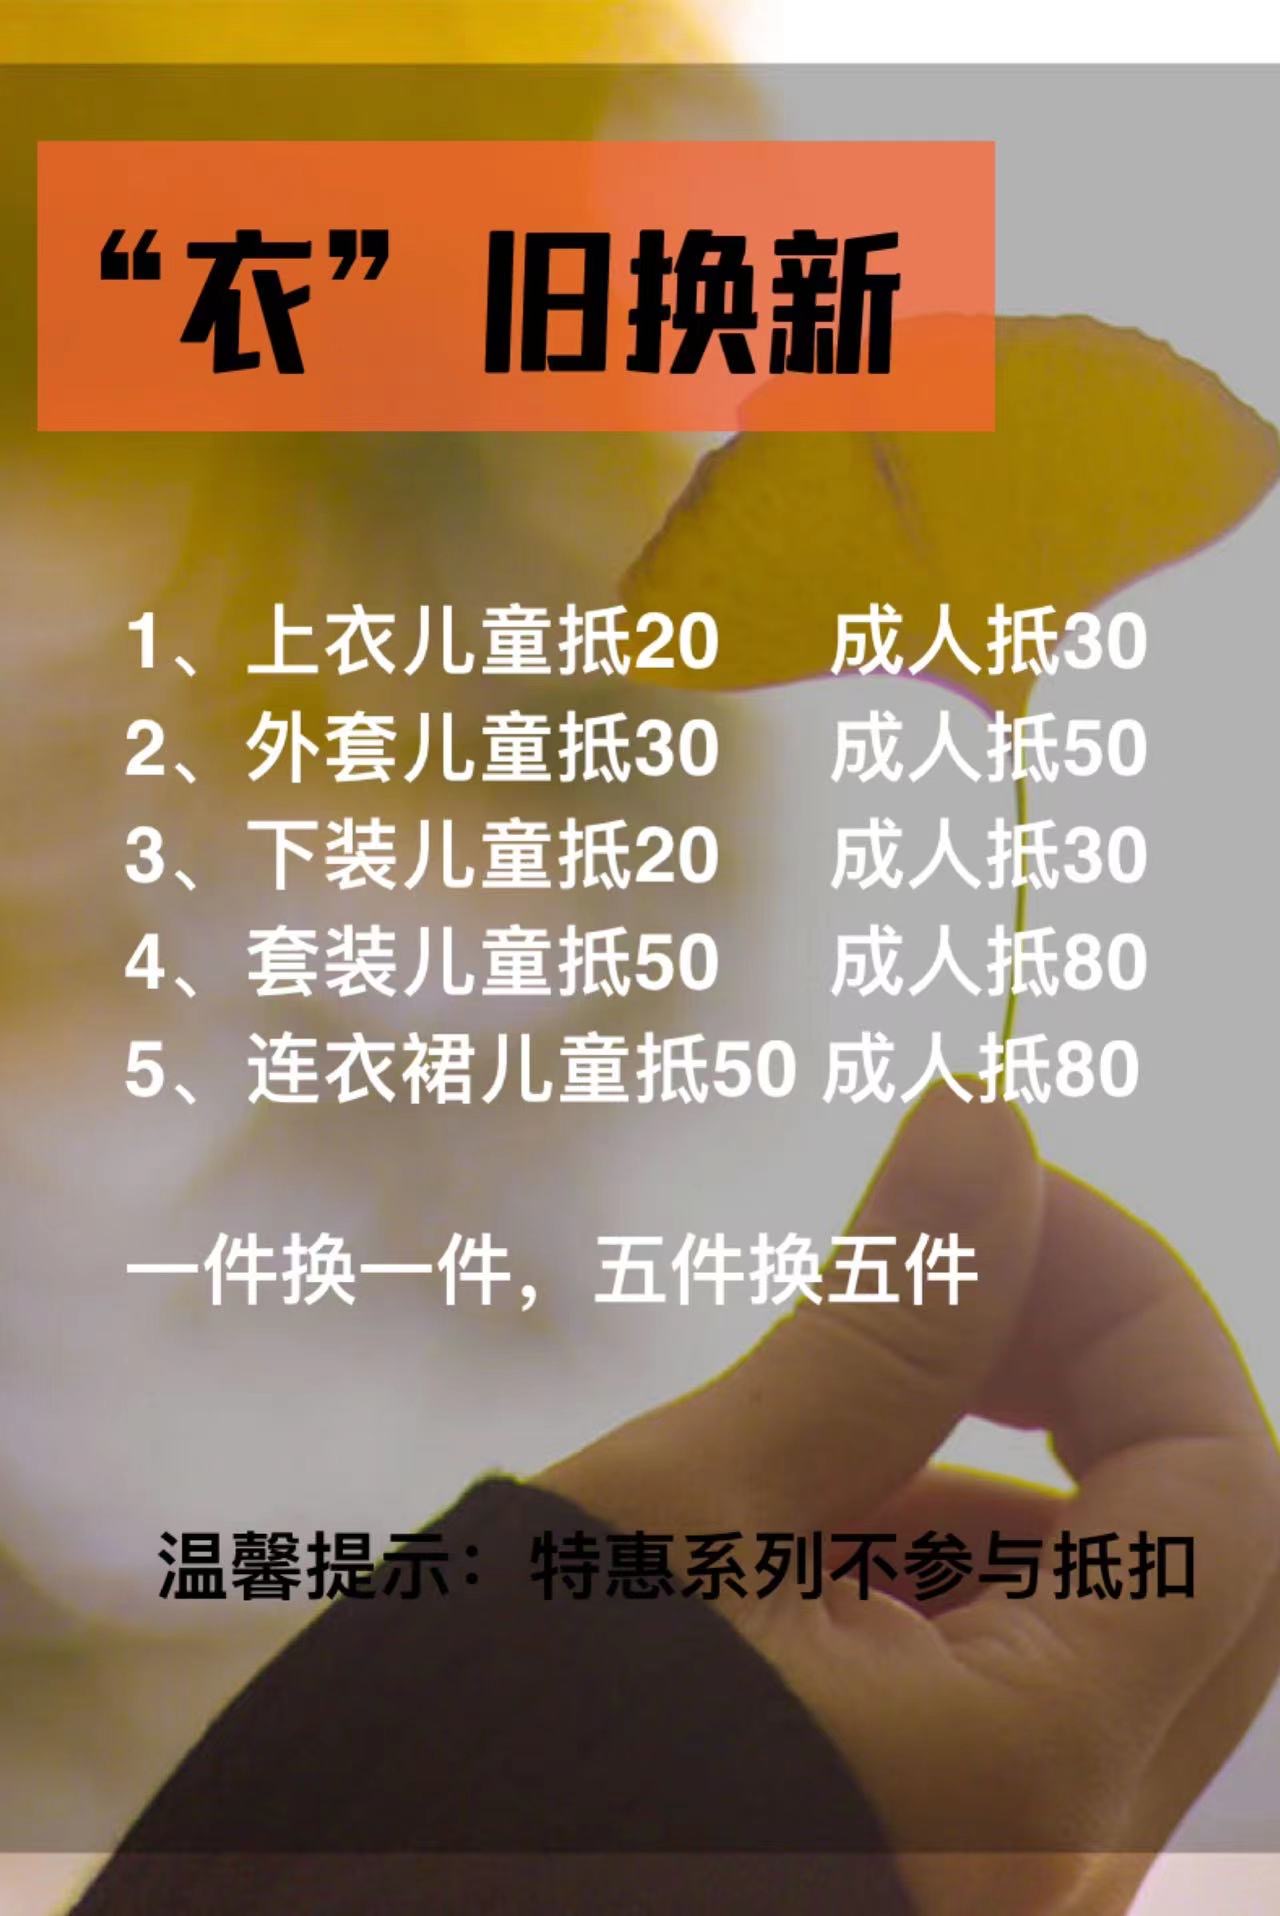 “衣”旧换新
1、上衣儿童抵20 成人抵30
2、外套儿童抵30 成人抵50
3、下装儿童抵20 成人抵30
4、套装儿童抵50 成人抵80
5、连衣裙儿童抵50 成人抵80
一件换一件，五件换五件
温馨提示：特惠系列不参与抵扣